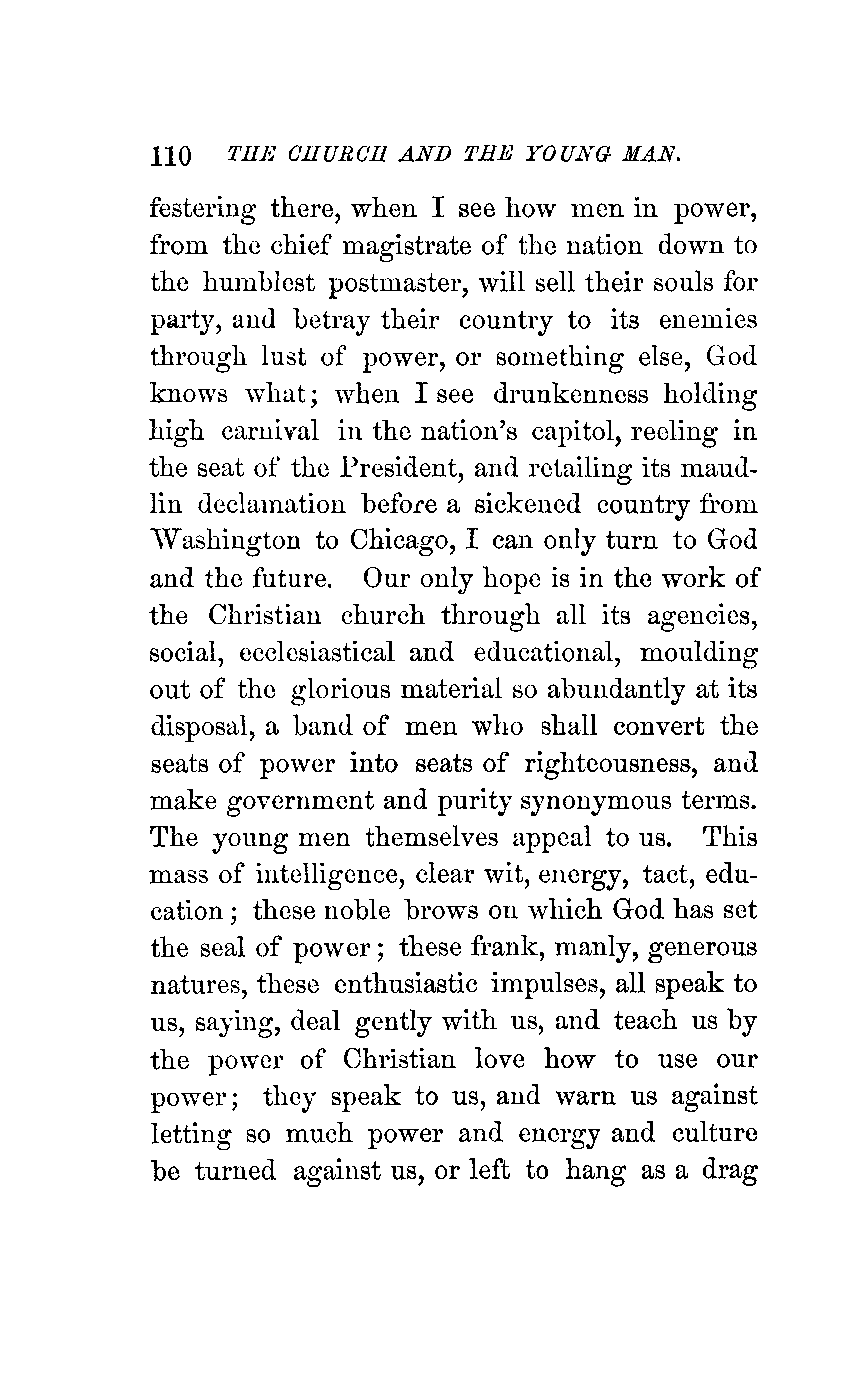 110 THE CHURCH AND THE YOUNG MAN.
festering there, when I see how men in power,
from the chief magistrate of the nation down to
the humblest postmaster, will sell their souls for
party, and betray their country to its enemies
through lust of power, or something else, God
knows what; when I see drunkenness holding
high carnival in the nation's capitol, reeling in
the seat of the President, and retailing its maud-
lin declamation before a sickened country from
Washington to Chicago, I can only turn to God
and the future. Our only hope is in the work of
the Christian church through all its agencies,
social, ecclesiastical and educational, moulding
out of the glorious material so abundantly at its
disposal, a band of men who shall convert the
seats of power into seats of righteousness, and
make government and purity synonymous terms.
The young men themselves appeal to us. This
mass of intelligence, clear wit, energy, tact, edu-
cation; these noble brows on which God has set
the seal of power; these frank, manly, generous
natures, these enthusiastic impulses, all speak to
us, saying, deal gently with us, and teach us by
the power of Christian love how to use our
power; they speak to us, and warn us against
letting so much power and energy and culture
be turned against us, or left to hang as a drag